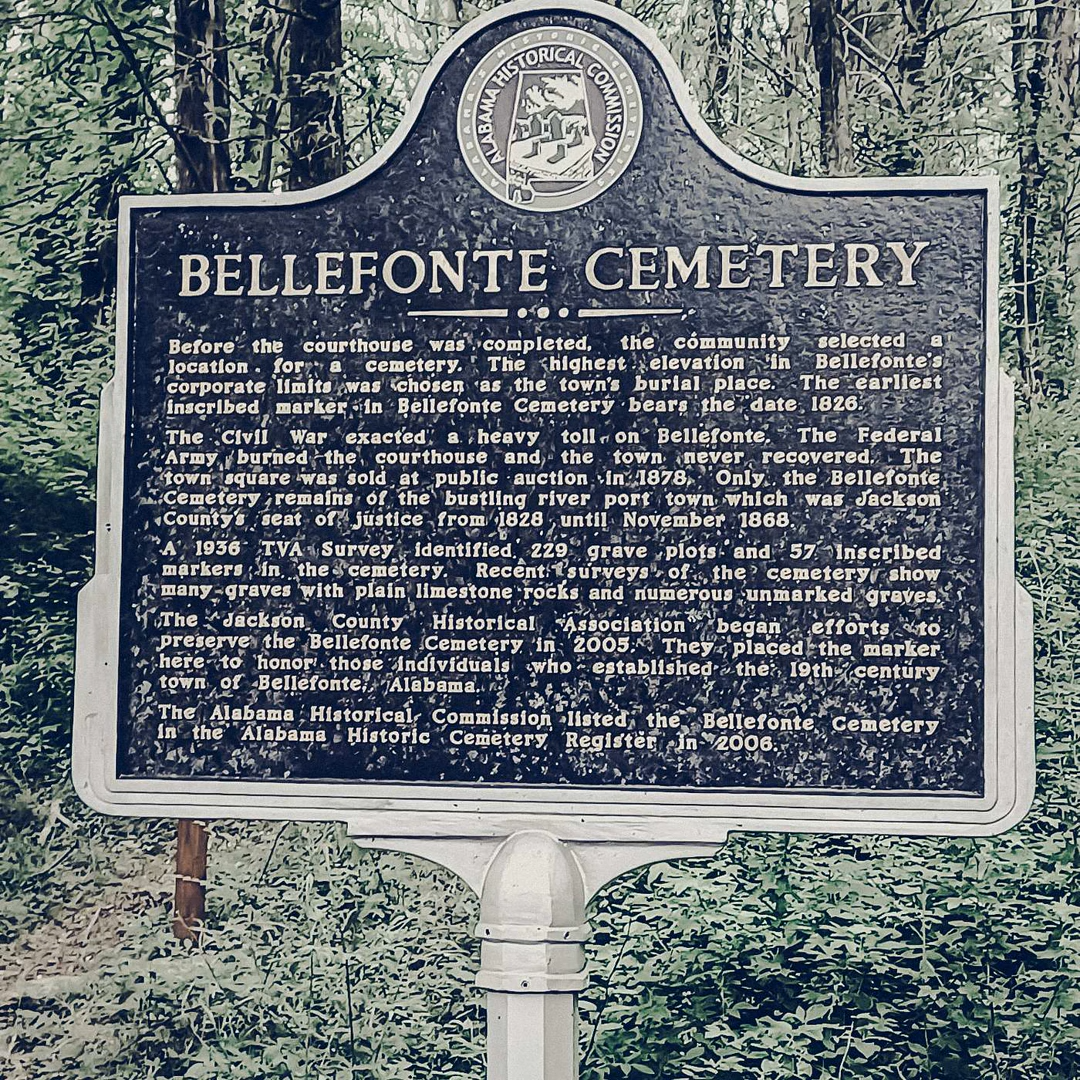 ALABAMA'S HISTORIC CEMETERIES
ALABAMA HISTORICAL COMMISSION
BELLEFONTE CEMETERY
Before the courthouse was completed, the community selected a
location for a cemetery. The highest elevation in Bellefonte's
corporate limits was chosen as the town's burial place. The earliest
inscribed marker in Bellefonte Cemetery bears the date 1826.
The Civil War exacted a heavy toll on Bellefonte. The Federal
Army burned the courthouse and the town never recovered. The
town square was sold at public auction in 1878. Only the Bellefonte
Cemetery remains of the bustling river port town which was Jackson
County's seat of justice from 1828 until November 1868.
A 1936 TVA Survey identified 229 grave plots and 57 inscribed
markers in the cemetery. Recent surveys of the cemetery show
many graves with plain limestone rocks and numerous unmarked graves.
The Jackson County Historical Association began efforts to
preserve the Bellefonte Cemetery in 2005. They placed the marker
here to honor those individuals who established the 19th century
town of Bellefonte, Alabama.
The Alabama Historical Commission listed the Bellefonte Cemetery
in the Alabama Historic Cemetery Register in 2006.